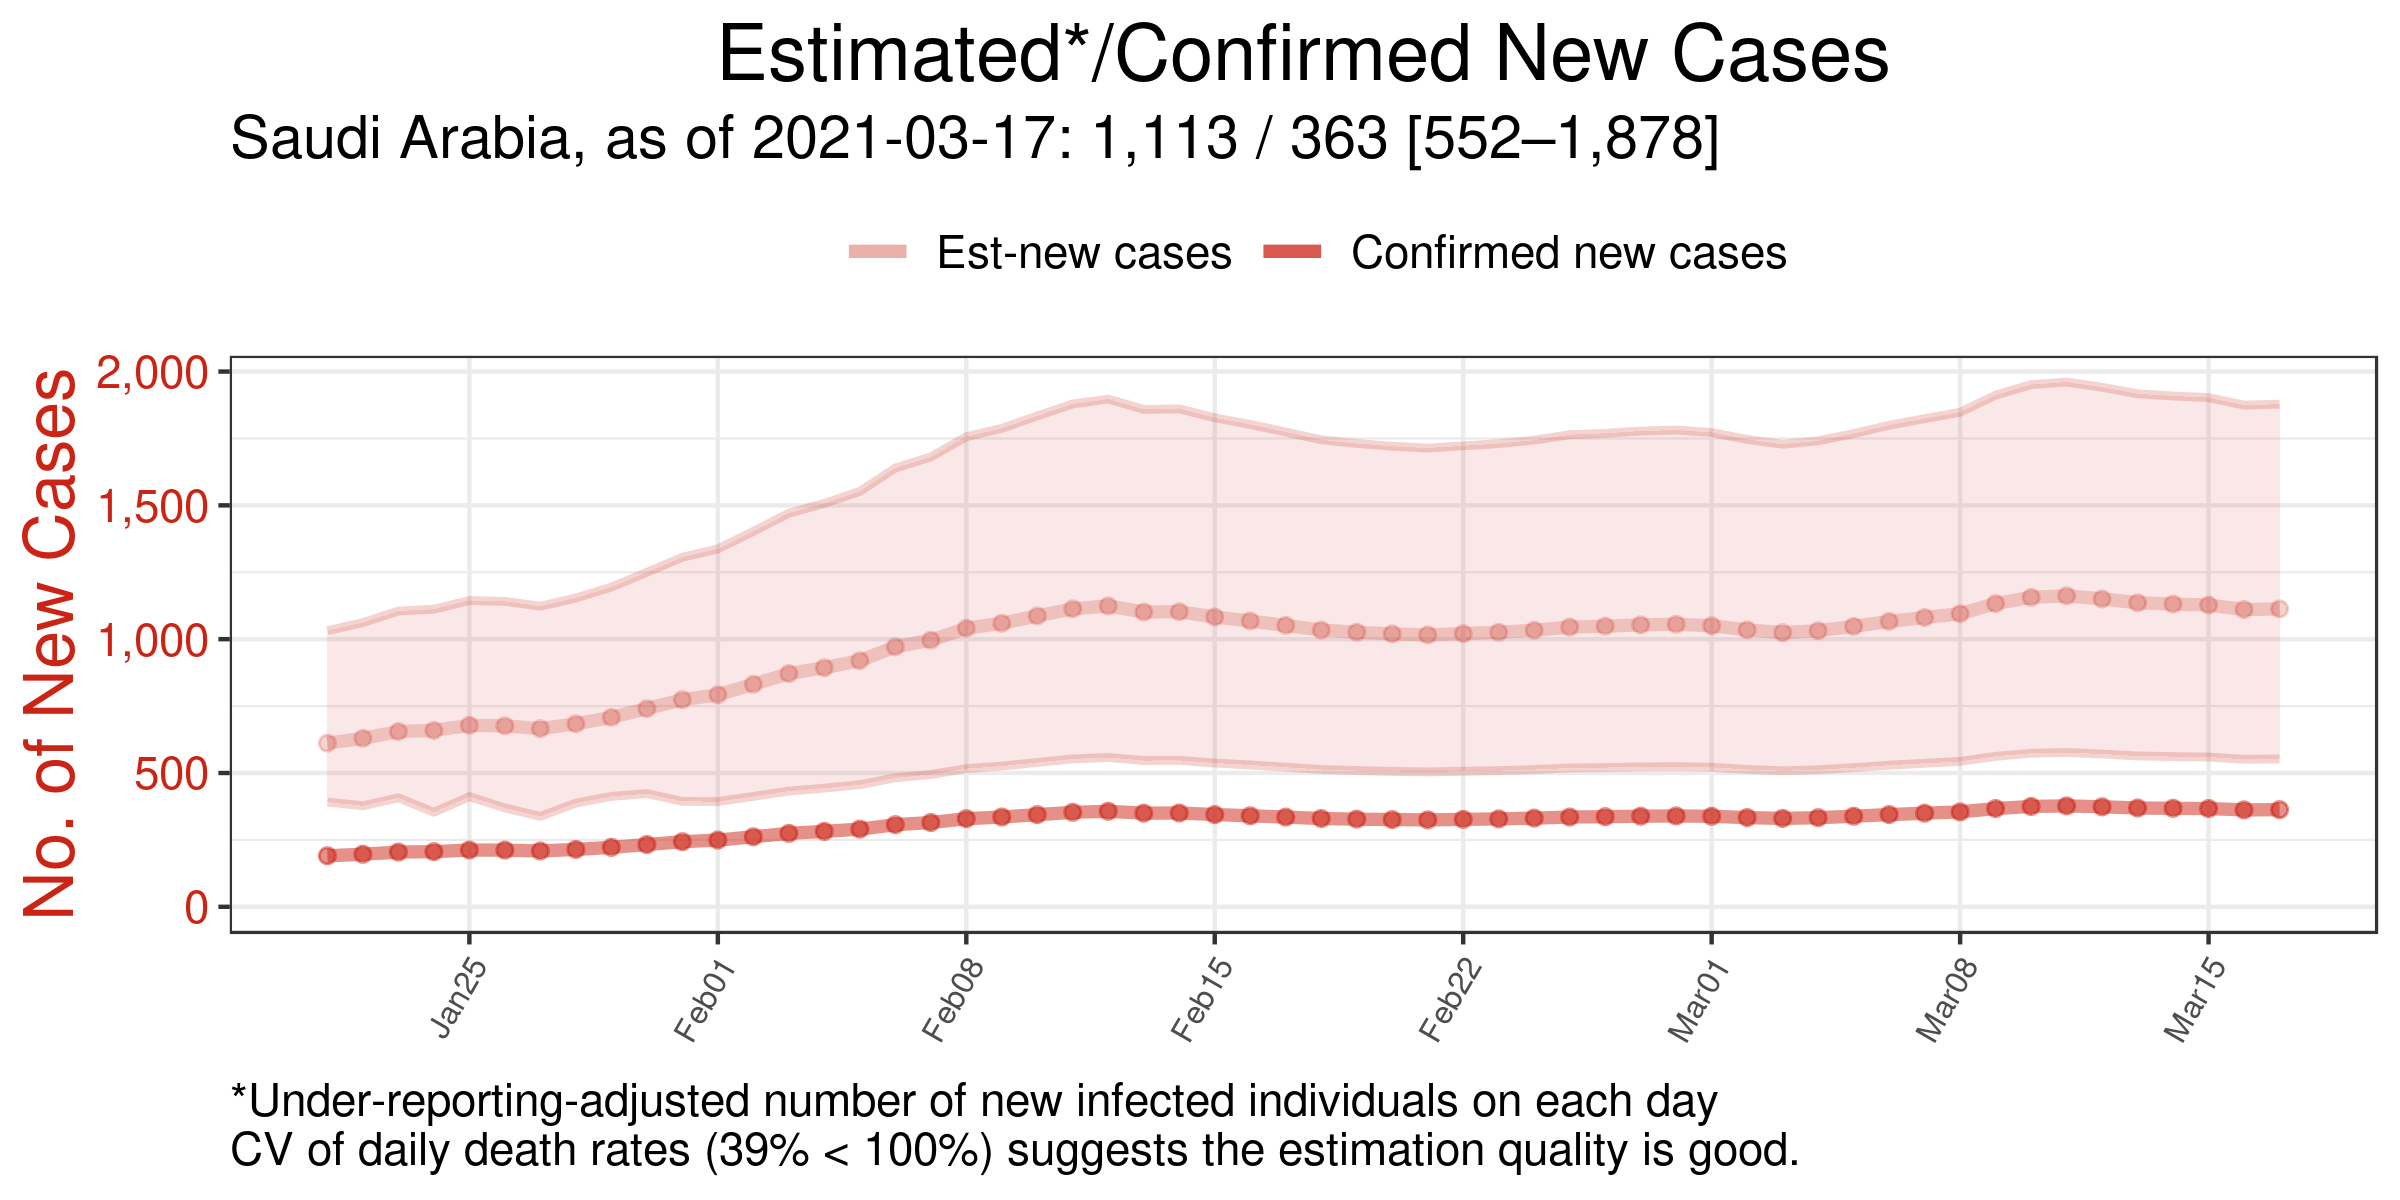 Estimated*/Confirmed New Cases
Saudi Arabia, as of 2021-03-17: 1,113 / 363 [552–1,878]
Est-new cases
Confirmed new cases
No. of New Cases
2,000
1,500
1,000
500
0
Jan25
Feb01
Feb08
Feb15
Feb22
Mar01
Mar08
Mar15
*Under-reporting-adjusted number of new infected individuals on each day
CV of daily death rates (39% < 100%) suggests the estimation quality is good.